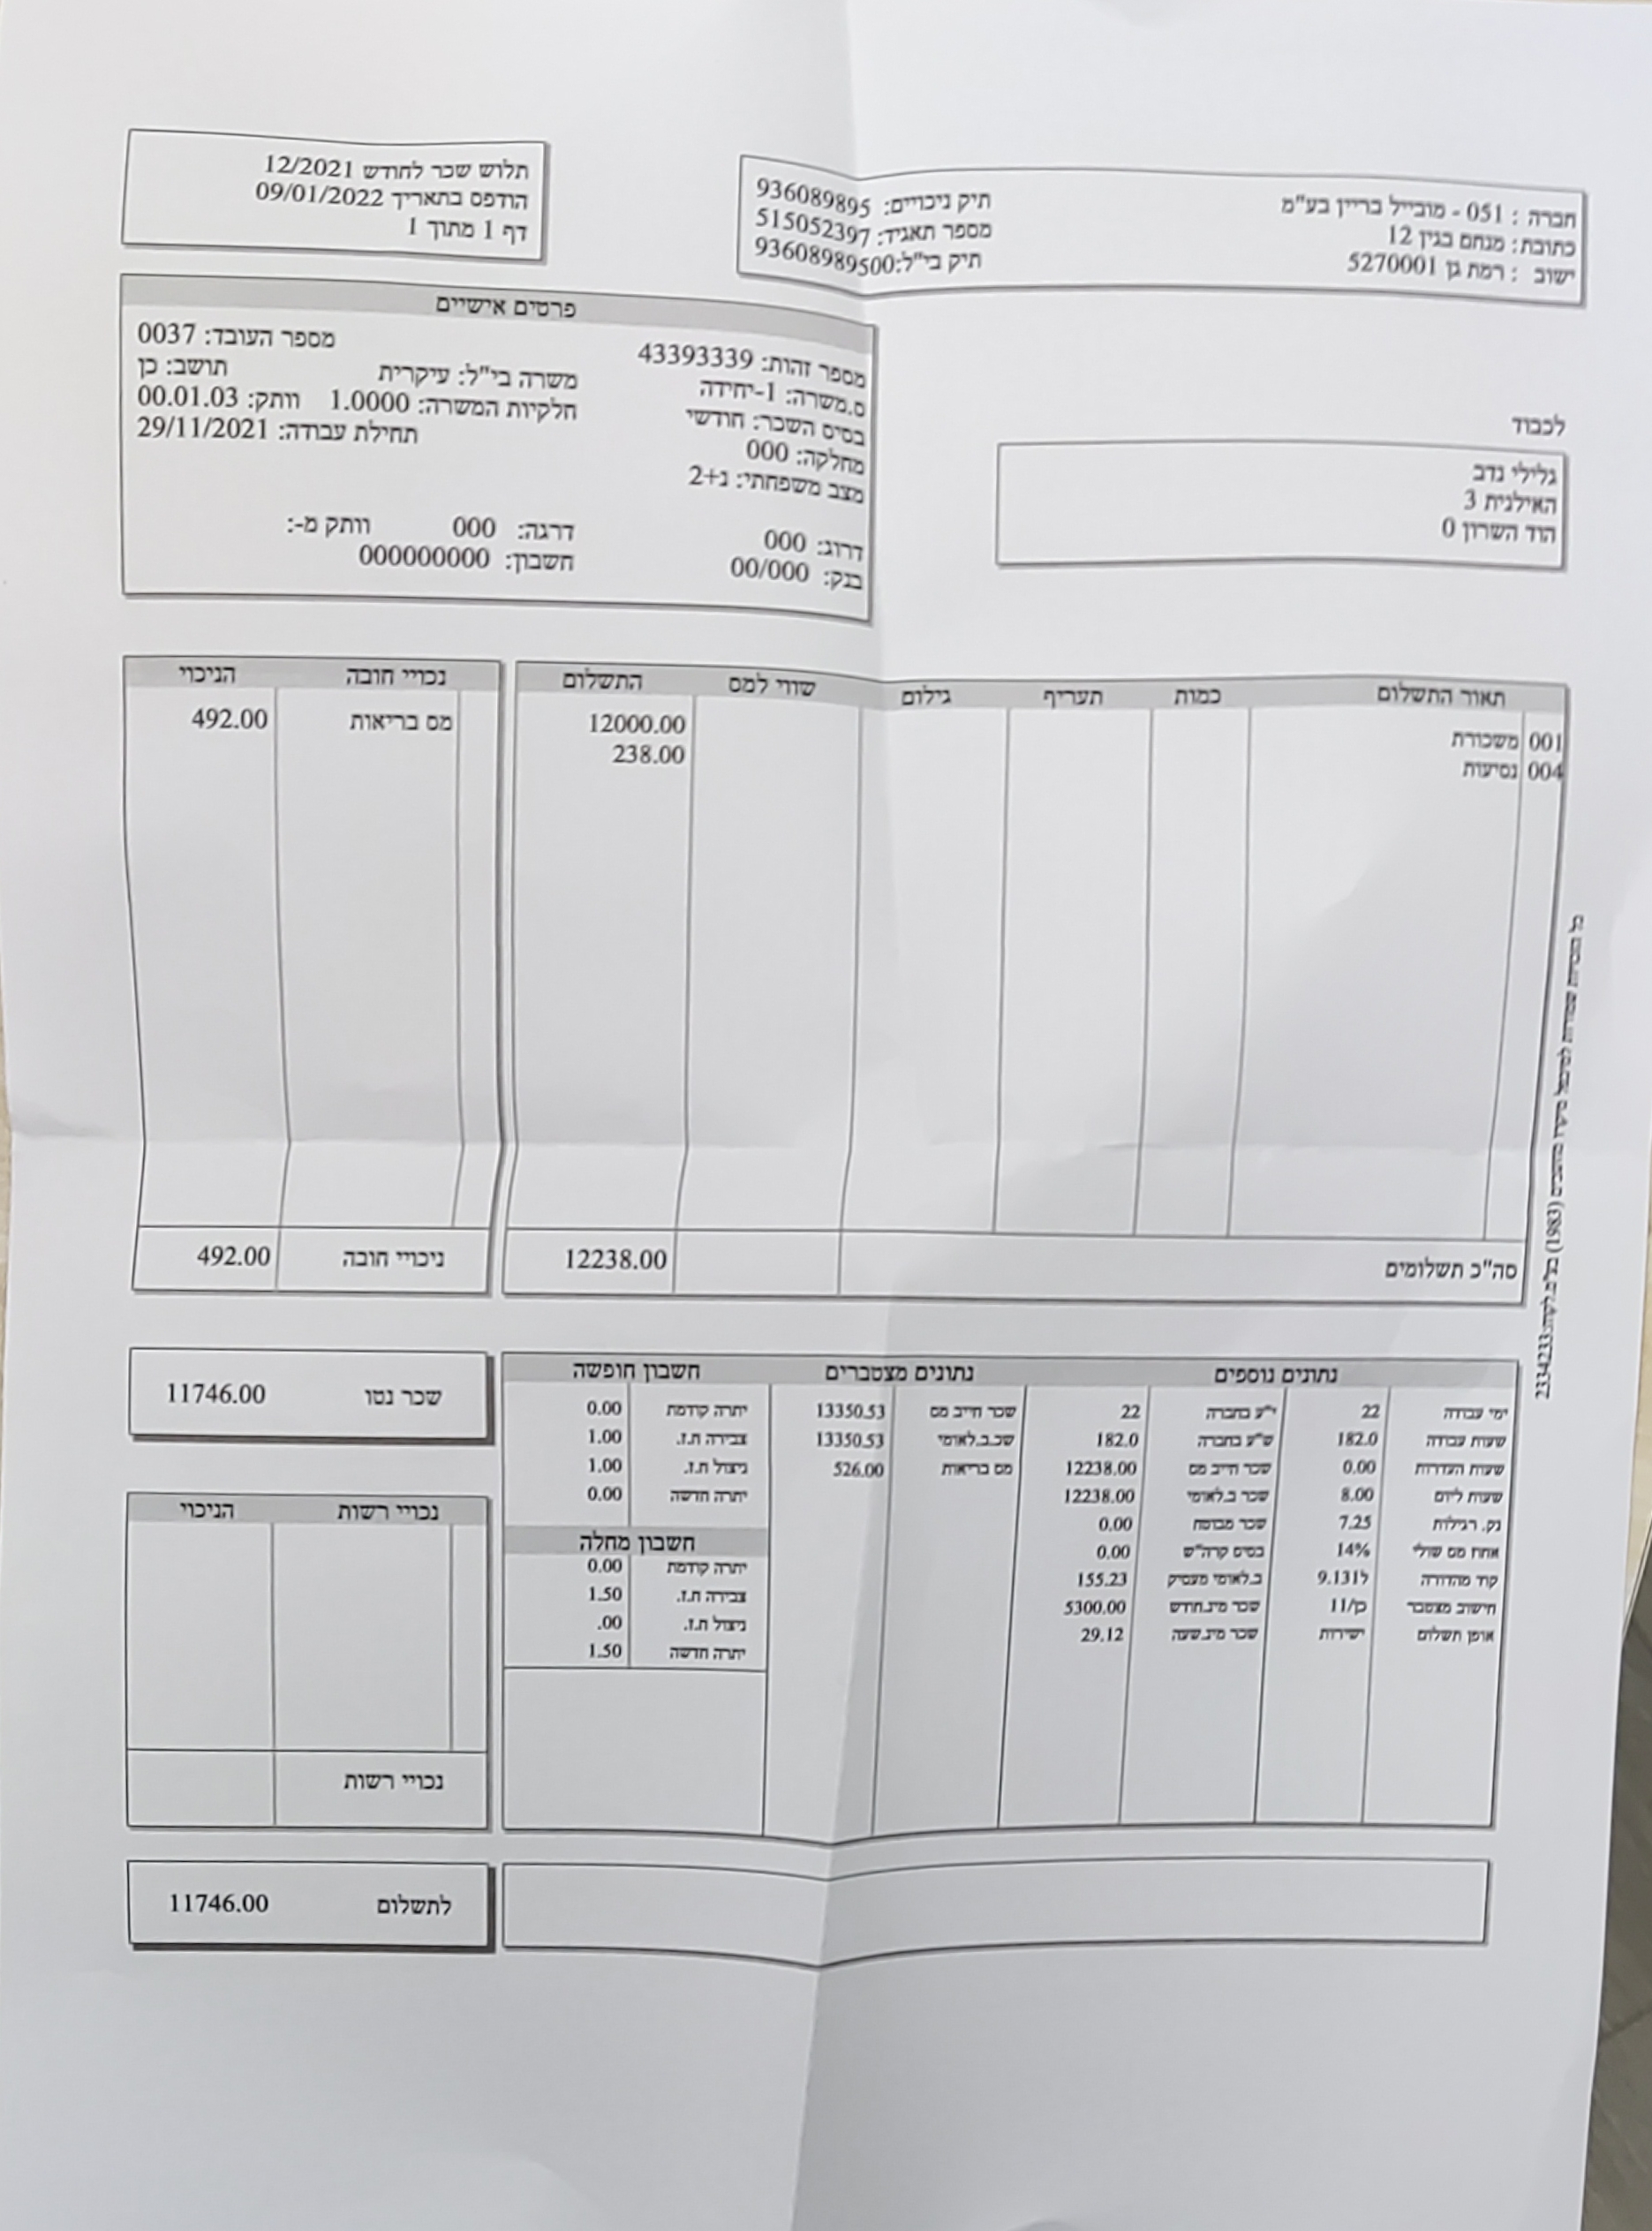 תלוש שכר לחודש 12/2021
הודפס בתאריך 09/01/2022
דף 1 מתוך 1
חברה : 051 - מובייל בריין בע"מ
כתובת: מנחם בגין 12
ישוב : רמת גן 5270001
תיק ניכויים: 936089895
מספר תאגיד: 515052397
תיק בי"ל: 93608989500
פרטים אישיים
מספר זהות: 43393339 מספר העובד: 0037
ס.משרה: 1-יחידה משרה בי"ל: עיקרית תושב: כן
בסיס השכר: חודשי חלקיות המשרה: 1.0000 וותק: 00.01.03
מחלקה: 000 תחילת עבודה: 29/11/2021
מצב משפחתי: נ+2
דרוג: 000 דרגה: 000 וותק מ-:
בנק: 00/000 חשבון: 000000000
לכבוד
גלילי נדב
האילנית 3
הוד השרון 0
תאור התשלום כמות תעריף גילום שווי למס התשלום
001 משכורת 12000.00
004 נסיעות 238.00
סה"כ תשלומים 12238.00
נכויי חובה הניכוי
מס בריאות 492.00
ניכויי חובה 492.00
שכר נטו 11746.00
נתונים נוספים
ימי עבודה 22 י"ע בחברה 22
שעות עבודה 182.0 ש"ע בחברה 182.0
שעות העדרות 0.00 שכר חייב מס 12238.00
שעות ליום 8.00 שכר ב.לאומי 12238.00
נק. רגילות 7.25 שכר מבוטח 0.00
אחוז מס שולי 14% בסיס קרה"ש 0.00
קוד מהדורה 9.131ל ב.לאומי מעסיק 155.23
חישוב מצטבר כן/11 שכר מינ.חודש 5300.00
אופן תשלום ישירות שכר מינ.שעה 29.12
נתונים מצטברים
שכר חייב מס 13350.53
שכ.ב.לאומי 13350.53
מס בריאות 526.00
חשבון חופשה
יתרה קודמת 0.00
צבירה ת.ז. 1.00
ניצול ת.ז. 1.00
יתרה חדשה 0.00
חשבון מחלה
יתרה קודמת 0.00
צבירה ת.ז. 1.50
ניצול ת.ז. .00
יתרה חדשה 1.50
נכויי רשות הניכוי
נכויי רשות
לתשלום 11746.00
כל הזכויות שמורות למיכפל מיקרו מחשבים (1983) בע"מ.לקוח:2334233